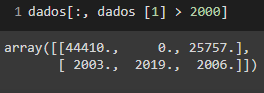 1 dados[:, dados [1] > 2000]
array([[44410., 0., 25757.],
[ 2003., 2019., 2006.]])